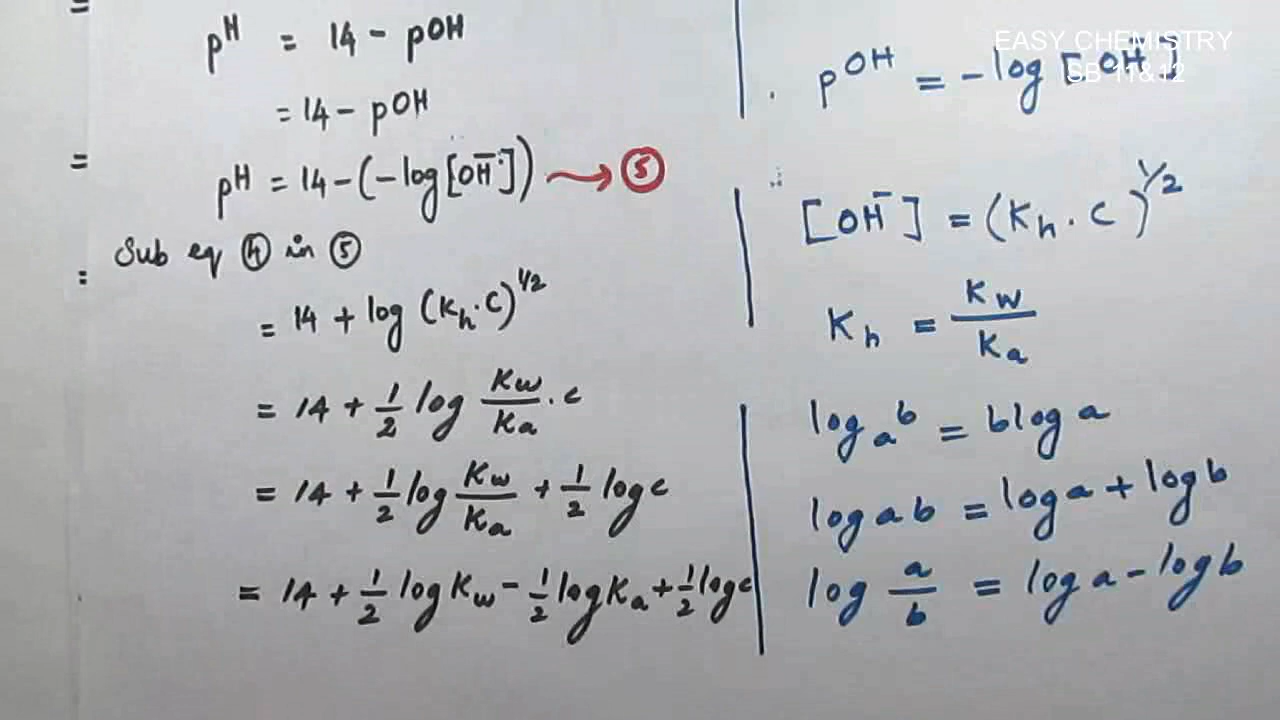 =
pH = 14 - pOH
= 14 - pOH
=
pH = 14 - (-log [OH⁻]) → ⑤
Sub eq ④ in ⑤
:
= 14 + log (Kh . C)^1/2
= 14 + 1/2 log Kw/Ka . c
= 14 + 1/2 log Kw/Ka + 1/2 log c
= 14 + 1/2 log Kw - 1/2 log Ka + 1/2 log c
EASY CHEMISTRY
SB 11&12
. pOH = - log [OH⁻]
[OH⁻] = (Kh . C)^1/2
Kh = Kw/Ka
log a^b = b log a
log ab = log a + log b
log a/b = log a - log b